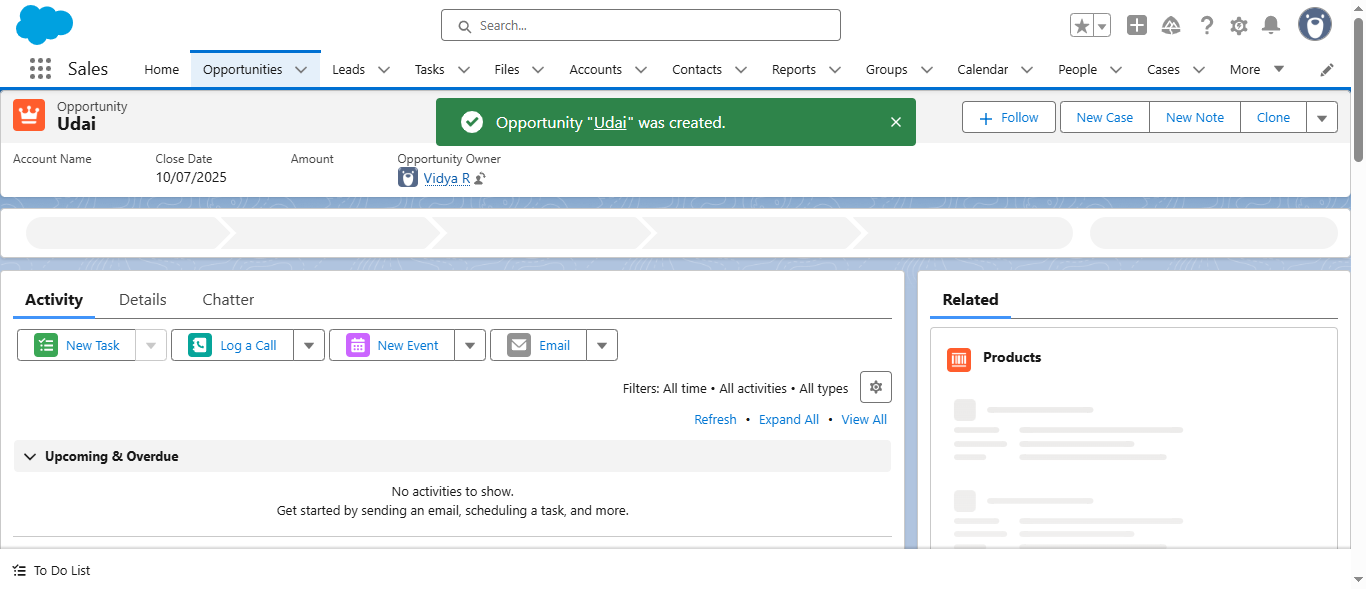 Search...
Sales
Home
Opportunities
Leads
Tasks
Files
Accounts
Contacts
Reports
Groups
Calendar
People
Cases
More
Opportunity
Udai
Opportunity "Udai" was created.
Follow
New Case
New Note
Clone
Account Name
Close Date
10/07/2025
Amount
Opportunity Owner
Vidya R
Activity
Details
Chatter
New Task
Log a Call
New Event
Email
Filters: All time • All activities • All types
Refresh • Expand All • View All
Upcoming & Overdue
No activities to show.
Get started by sending an email, scheduling a task, and more.
Related
Products
To Do List